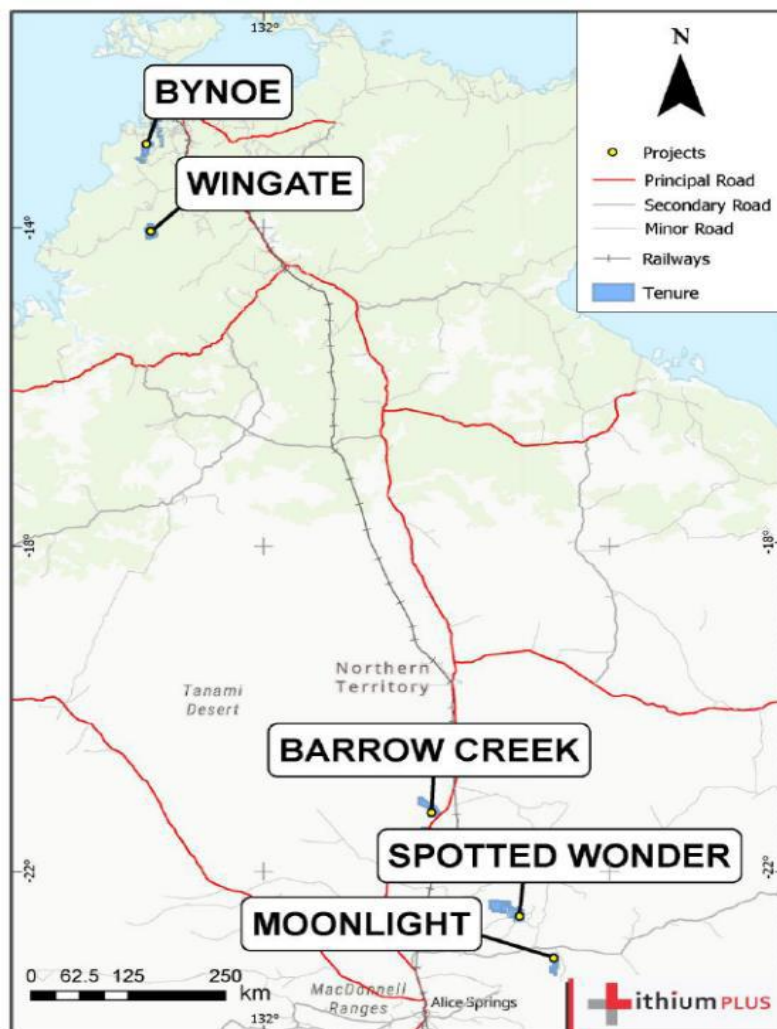 132°
N
BYNOE
WINGATE
Projects
Principal Road
Secondary Road
Minor Road
Railways
Tenure
-14°
-14°
-18°
-18°
Northern
Territory
Tanami
Desert
BARROW CREEK
SPOTTED WONDER
-22°
-22°
MOONLIGHT
0 62.5 125 250
km
MacDonnell
Ranges
Alice Springs
132°
Lithium PLUS